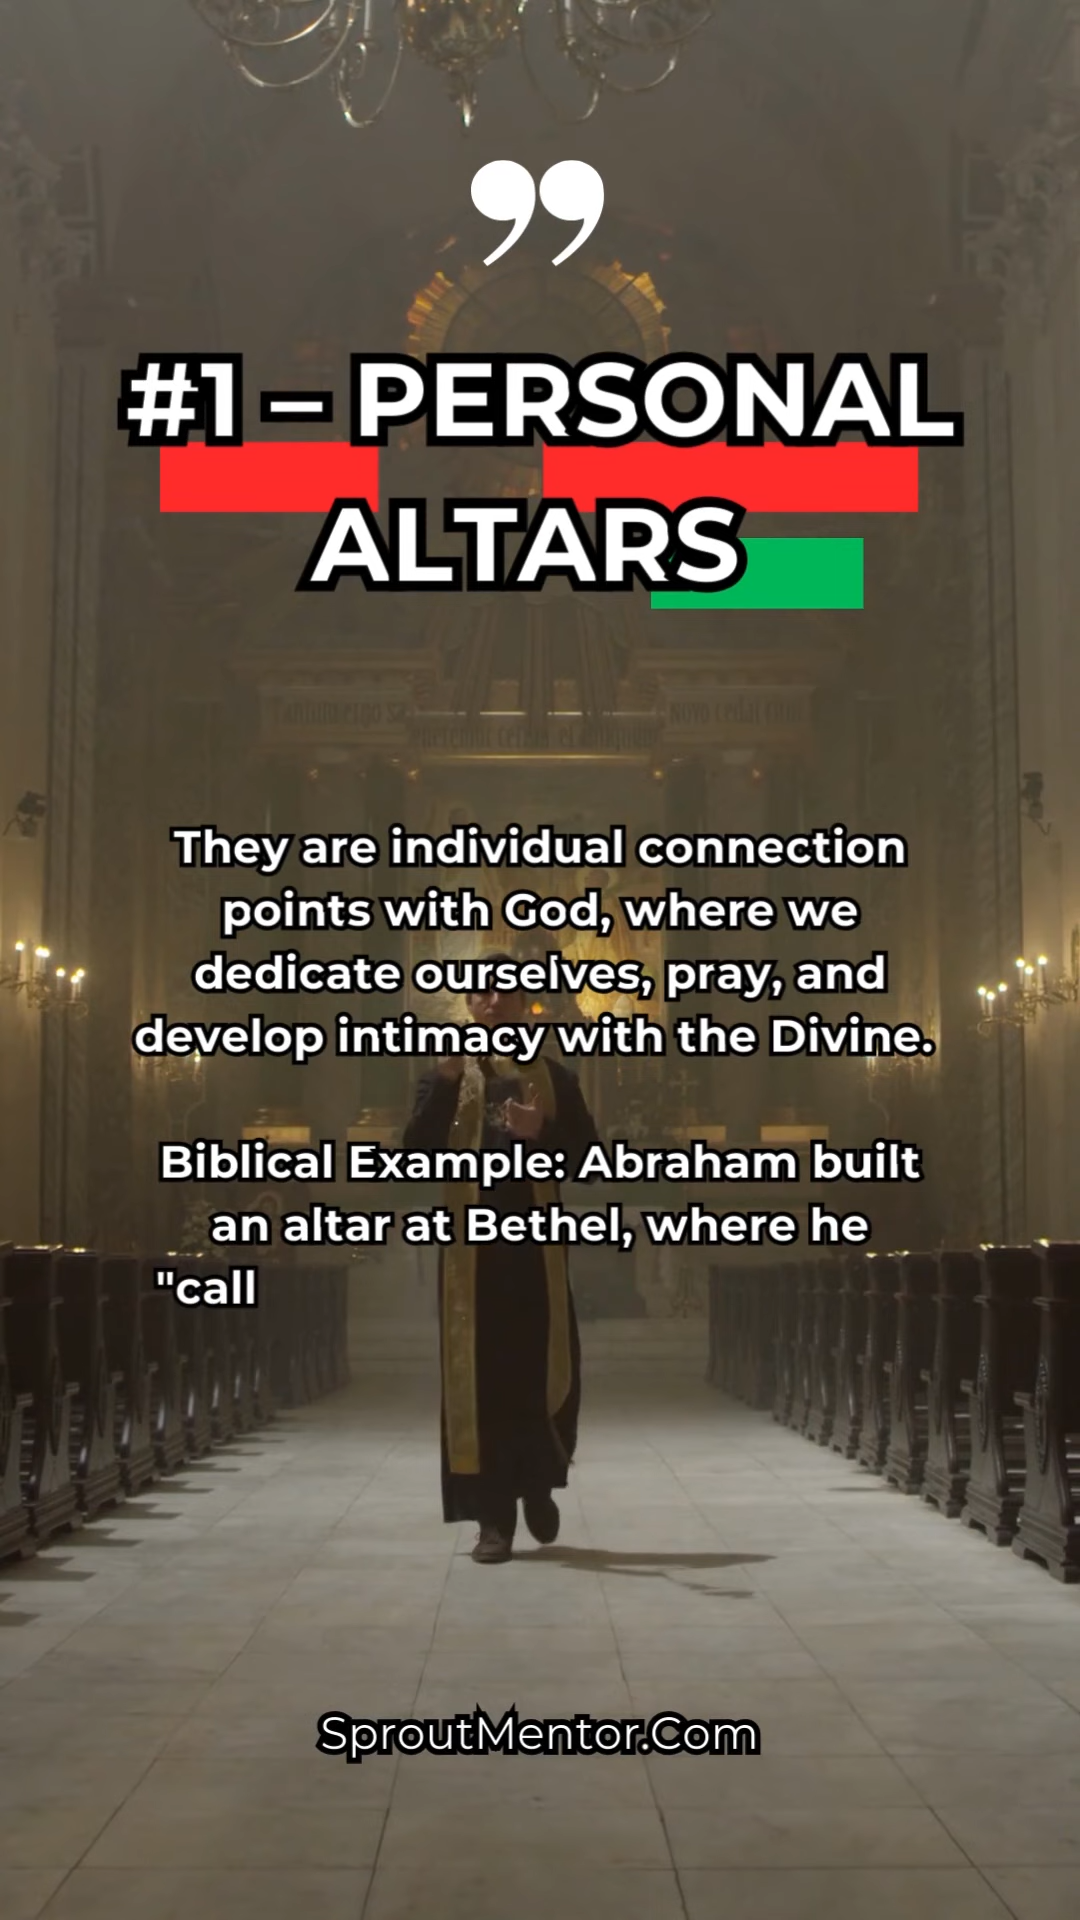 ”
#1 – PERSONAL
ALTARS
They are individual connection
points with God, where we
dedicate ourselves, pray, and
develop intimacy with the Divine.
Biblical Example: Abraham built
an altar at Bethel, where he
"call
SproutMentor.Com